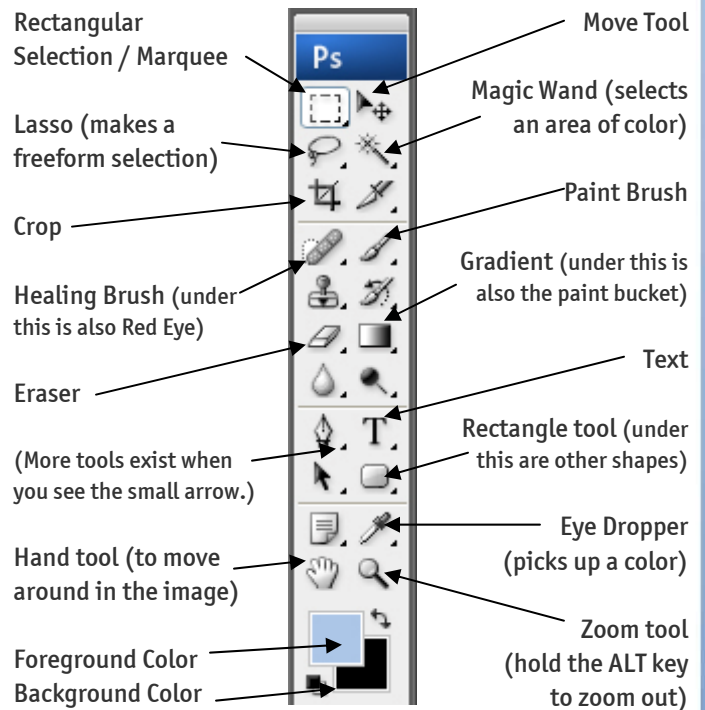 Rectangular
Selection / Marquee
Lasso (makes a
freeform selection)
Crop
Healing Brush (under
this is also Red Eye)
Eraser
(More tools exist when
you see the small arrow.)
Hand tool (to move
around in the image)
Foreground Color
Background Color
Ps
T
Move Tool
Magic Wand (selects
an area of color)
Paint Brush
Gradient (under this is
also the paint bucket)
Text
Rectangle tool (under
this are other shapes)
Eye Dropper
(picks up a color)
Zoom tool
(hold the ALT key
to zoom out)